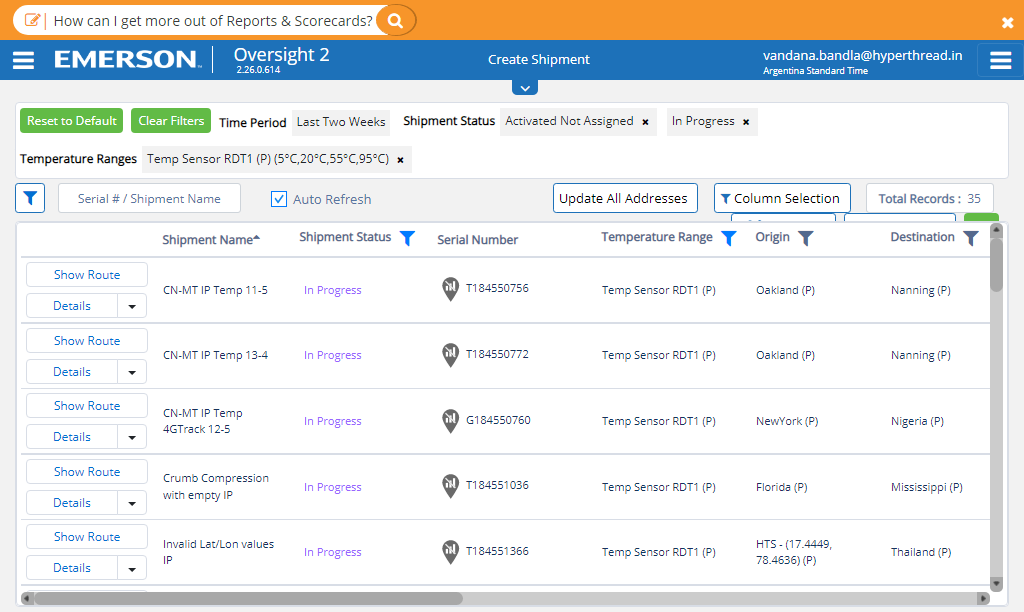 How can I get more out of Reports & Scorecards?
EMERSON
Oversight 2
2.26.0.614
Create Shipment
vandana.bandla@hyperthread.in
Argentina Standard Time
Reset to Default Clear Filters Time Period Last Two Weeks Shipment Status Activated Not Assigned × In Progress ×
Temperature Ranges Temp Sensor RDT1 (P) (5°C,20°C,55°C,95°C) ×
Serial # / Shipment Name Auto Refresh Update All Addresses Column Selection Total Records : 35
Shipment Name Shipment Status Serial Number Temperature Range Origin Destination
Show Route
Details
CN-MT IP Temp 11-5 In Progress T184550756 Temp Sensor RDT1 (P) Oakland (P) Nanning (P)
Show Route
Details
CN-MT IP Temp 13-4 In Progress T184550772 Temp Sensor RDT1 (P) Oakland (P) Nanning (P)
Show Route
Details
CN-MT IP Temp
4GTrack 12-5
In Progress G184550760 Temp Sensor RDT1 (P) NewYork (P) Nigeria (P)
Show Route
Details
Crumb Compression
with empty IP
In Progress T184551036 Temp Sensor RDT1 (P) Florida (P) Mississippi (P)
Show Route
Details
Invalid Lat/Lon values
IP
In Progress T184551366 Temp Sensor RDT1 (P)
HTS - (17.4449,
78.4636) (P)
Thailand (P)